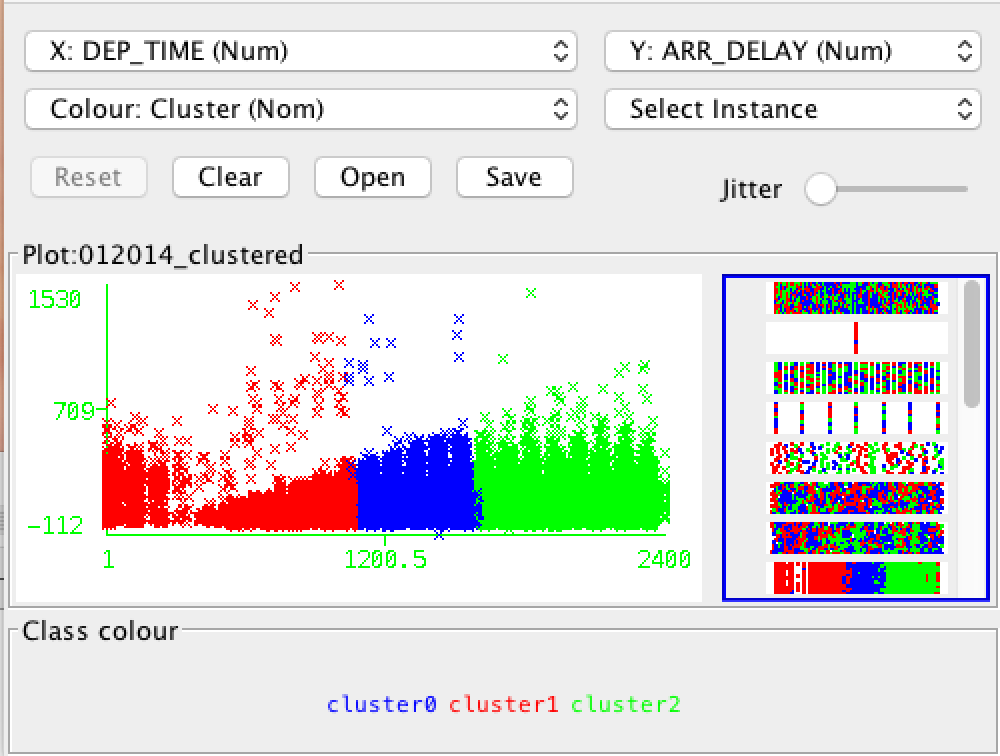 X: DEP_TIME (Num) Y: ARR_DELAY (Num)
Colour: Cluster (Nom) Select Instance
Reset Clear Open Save Jitter
Plot:012014_clustered
1530
709
-112
1 1200.5 2400
Class colour
cluster0 cluster1 cluster2